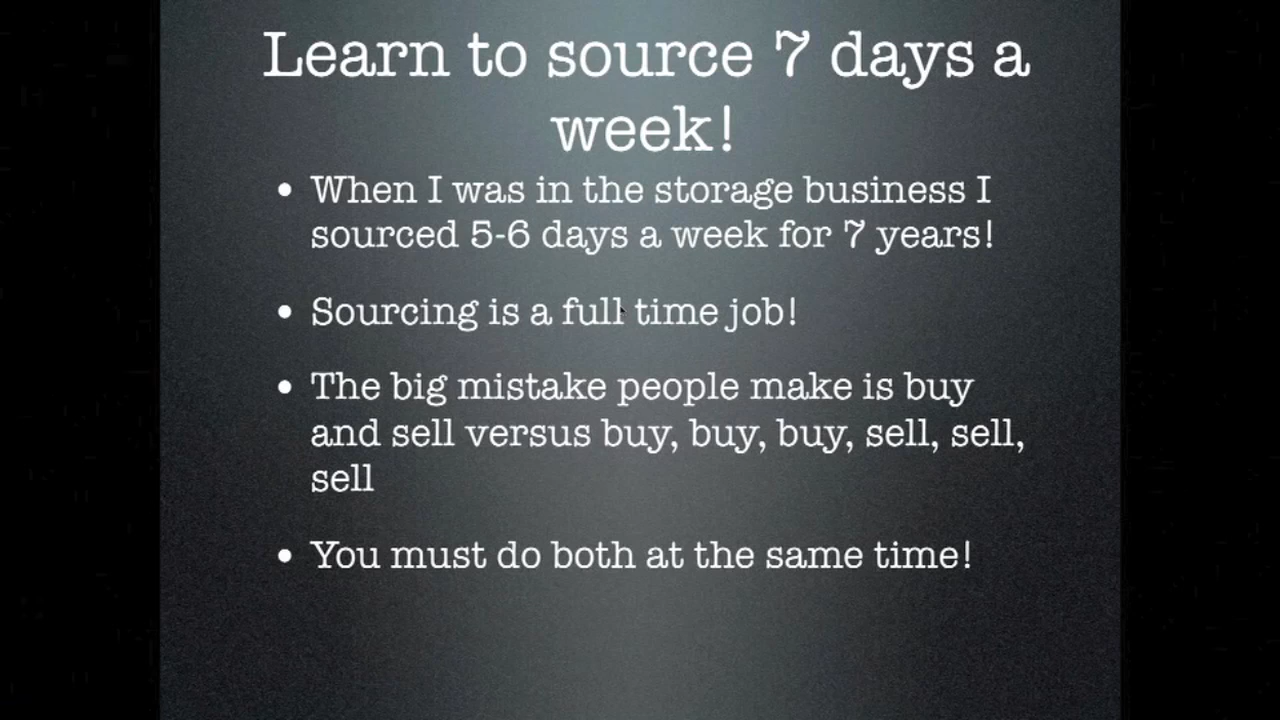 Learn to source 7 days a
week!
• When I was in the storage business I
sourced 5-6 days a week for 7 years!
• Sourcing is a full time job!
• The big mistake people make is buy
and sell versus buy, buy, buy, sell, sell,
sell
• You must do both at the same time!